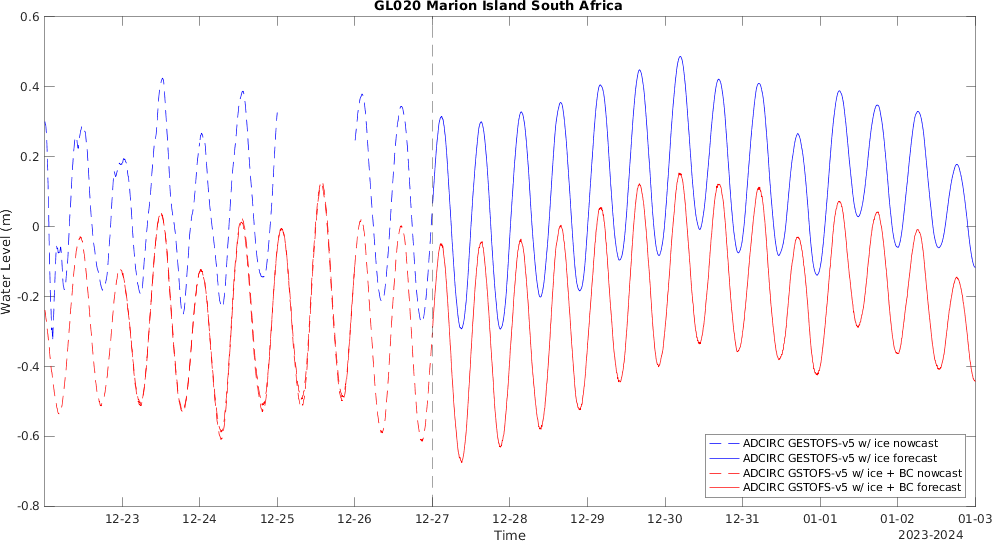 GL020 Marion Island South Africa
Water Level (m)
0.6
0.4
0.2
0
-0.2
-0.4
-0.6
-0.8
ADCIRC GESTOFS-v5 w/ ice nowcast
ADCIRC GESTOFS-v5 w/ ice forecast
ADCIRC GSTOFS-v5 w/ ice + BC nowcast
ADCIRC GSTOFS-v5 w/ ice + BC forecast
12-23 12-24 12-25 12-26 12-27 12-28 12-29 12-30 12-31 01-01 01-02 01-03
Time
2023-2024